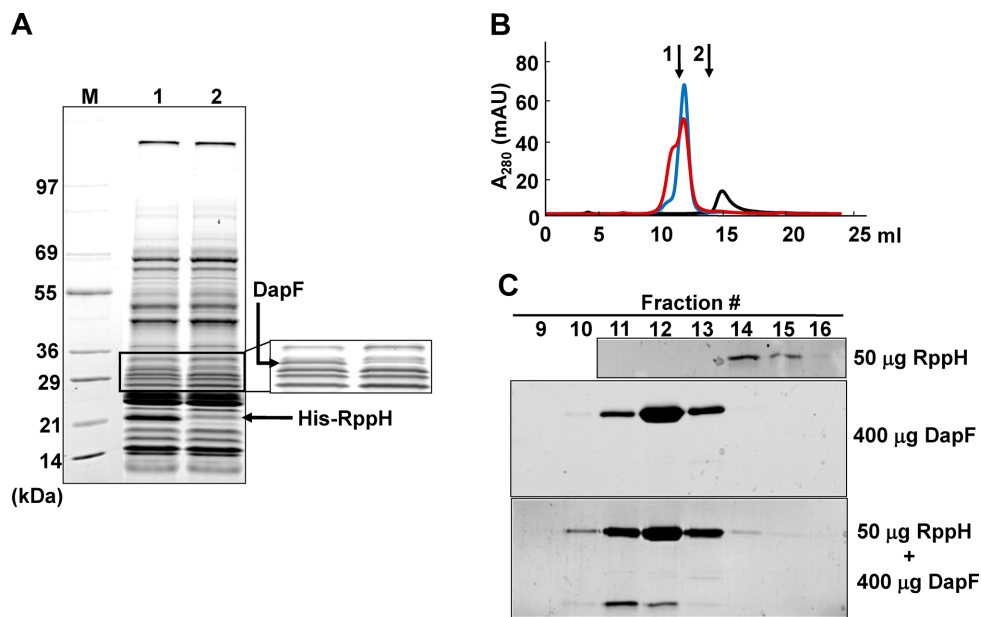 A
M 1 2
97
69
55
36
29
21
14
(kDa)
DapF
His-RppH
B
1 2
A280 (mAU)
80
60
40
20
0
0 5 10 15 20 25 ml
C
Fraction #
9 10 11 12 13 14 15 16
50 µg RppH
400 µg DapF
50 µg RppH
+
400 µg DapF